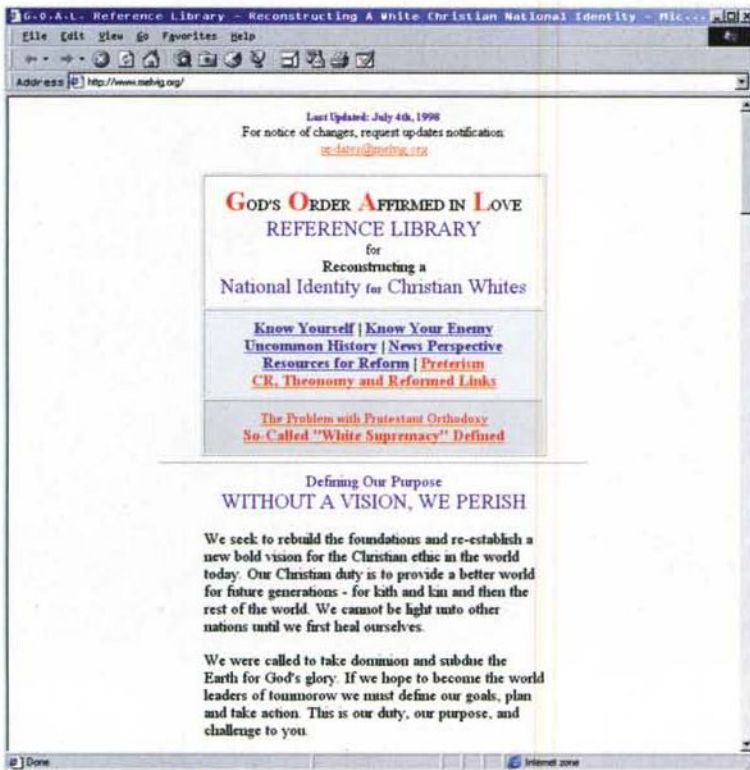 G.O.A.L. Reference Library - Reconstructing A White Christian National Identity - Mic...
File Edit View Go Favorites Help
Address http://www.melvig.org/
Last Updated: July 4th, 1998
For notice of changes, request updates notification:
updates@melvig.org
GOD'S ORDER AFFIRMED IN LOVE
REFERENCE LIBRARY
for
Reconstructing a
National Identity for Christian Whites
Know Yourself | Know Your Enemy
Uncommon History | News Perspective
Resources for Reform | Preterism
CR, Theonomy and Reformed Links
The Problem with Protestant Orthodoxy
So-Called "White Supremacy" Defined
Defining Our Purpose
WITHOUT A VISION, WE PERISH
We seek to rebuild the foundations and re-establish a
new bold vision for the Christian ethic in the world
today. Our Christian duty is to provide a better world
for future generations - for kith and kin and then the
rest of the world. We cannot be light unto other
nations until we first heal ourselves.
We were called to take dominion and subdue the
Earth for God's glory. If we hope to become the world
leaders of tommorow we must define our goals, plan
and take action. This is our duty, our purpose, and
challenge to you.
Done Internet zone